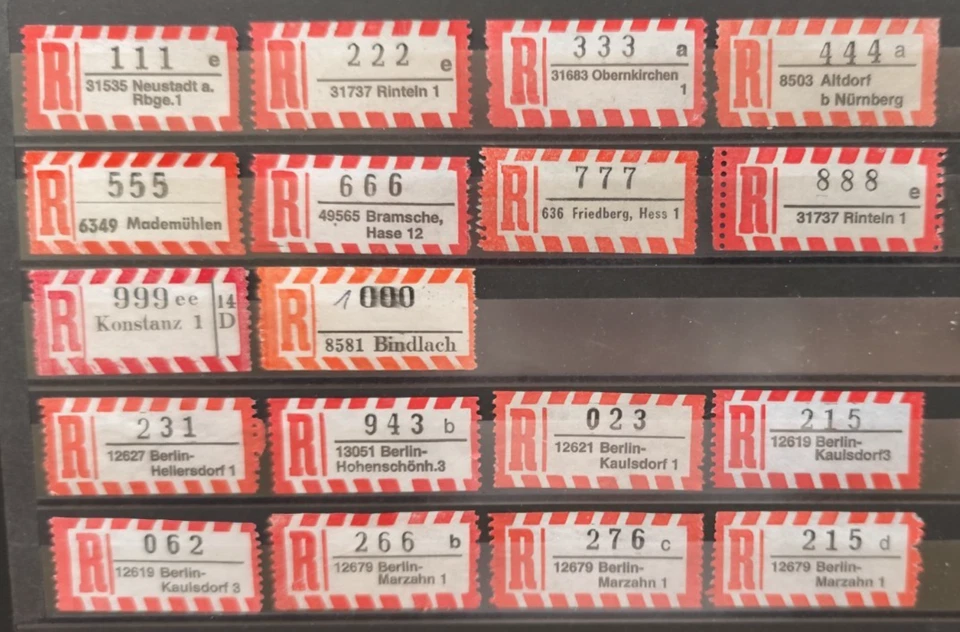 R 111 e
31535 Neustadt a.
Rbge.1
R 222 e
31737 Rinteln 1
R 333 a
31683 Obernkirchen
1
R 444 a
8503 Altdorf
b Nürnberg
R 555
6349 Mademühlen
R 666
49565 Bramsche,
Hase 12
R 777
636 Friedberg, Hess 1
R 888 e
31737 Rinteln 1
R 999 ee 14
Konstanz 1 D
R 1000
8581 Bindlach
R 231
12627 Berlin-
Hellersdorf 1
R 943 b
13051 Berlin-
Hohenschönh.3
R 023
12621 Berlin-
Kaulsdorf 1
R 215
12619 Berlin-
Kaulsdorf3
R 062
12619 Berlin-
Kaulsdorf 3
R 266 b
12679 Berlin-
Marzahn 1
R 276 c
12679 Berlin-
Marzahn 1
R 215 d
12679 Berlin-
Marzahn 1